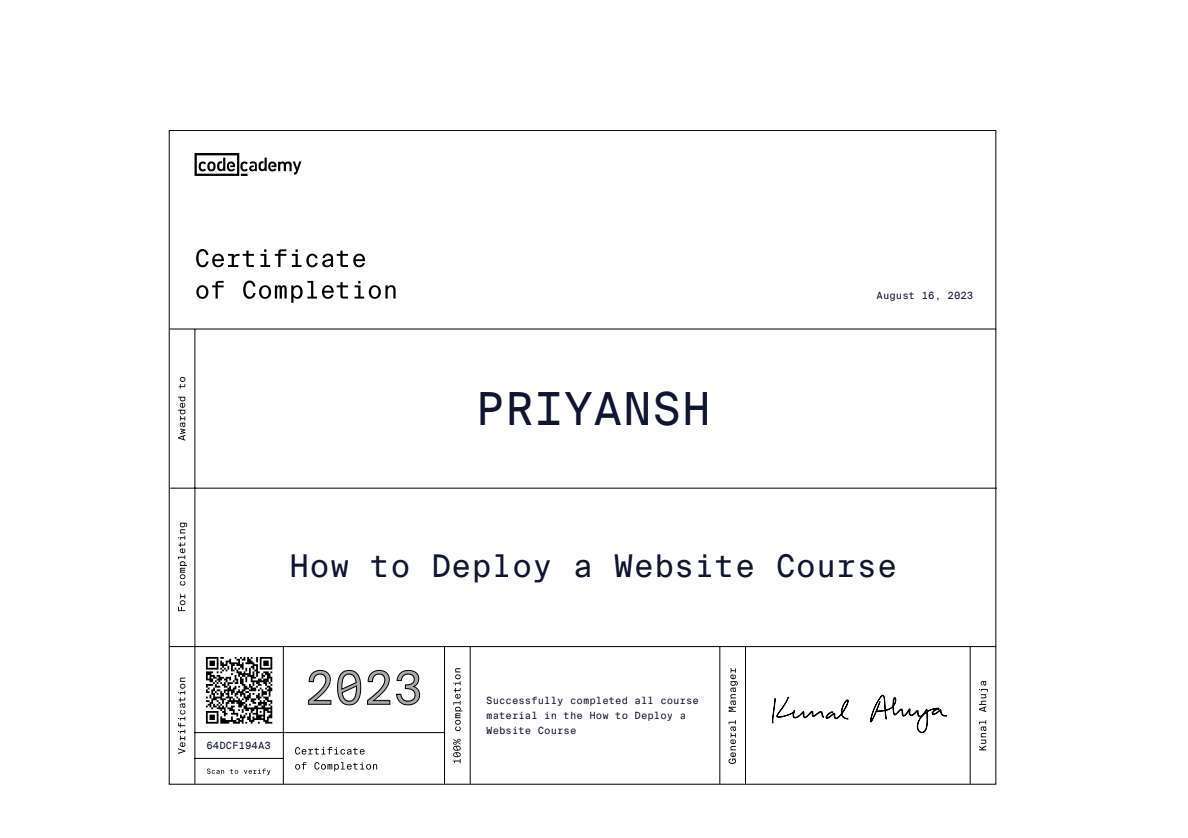 codecademy
Certificate
of Completion
August 16, 2023
Awarded to
PRIYANSH
For completing
How to Deploy a Website Course
Verification
64DCF194A3
Scan to verify
2023
Certificate
of Completion
100% completion
Successfully completed all course
material in the How to Deploy a
Website Course
General Manager
Kunal Ahuja
Kunal Ahuja